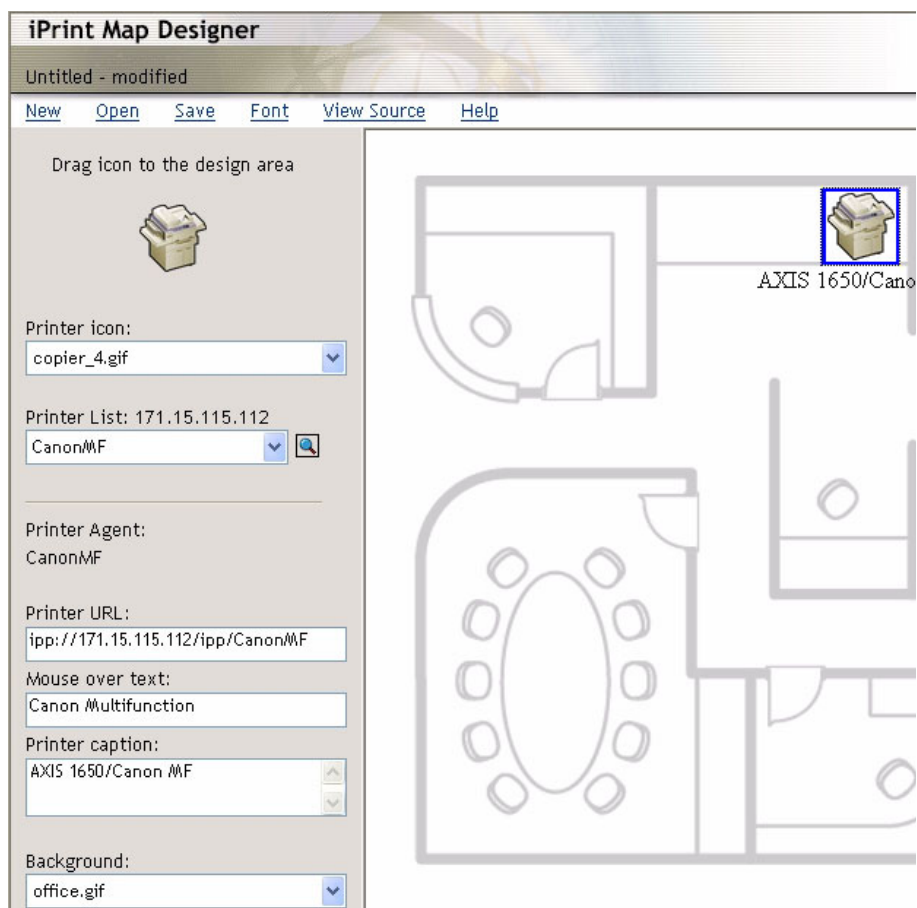 iPrint Map Designer
Untitled - modified
New Open Save Font View Source Help
Drag icon to the design area
Printer icon:
copier_4.gif
Printer List: 171.15.115.112
CanonMF
Printer Agent:
CanonMF
Printer URL:
ipp://171.15.115.112/ipp/CanonMF
Mouse over text:
Canon Multifunction
Printer caption:
AXIS 1650/Canon MF
Background:
office.gif
AXIS 1650/Cano